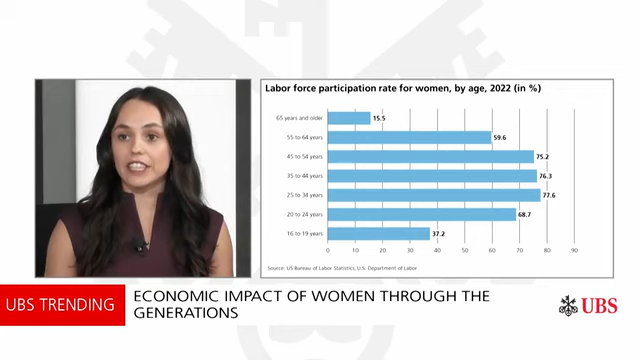 Labor force participation rate for women, by age, 2022 (in %)
65 years and older 15.5
55 to 64 years 59.6
45 to 54 years 75.2
35 to 44 years 76.3
25 to 34 years 77.6
20 to 24 years 68.7
16 to 19 years 37.2
0 10 20 30 40 50 60 70 80 90
Source: US Bureau of Labor Statistics, U.S. Department of Labor
UBS TRENDING
ECONOMIC IMPACT OF WOMEN THROUGH THE
GENERATIONS
UBS